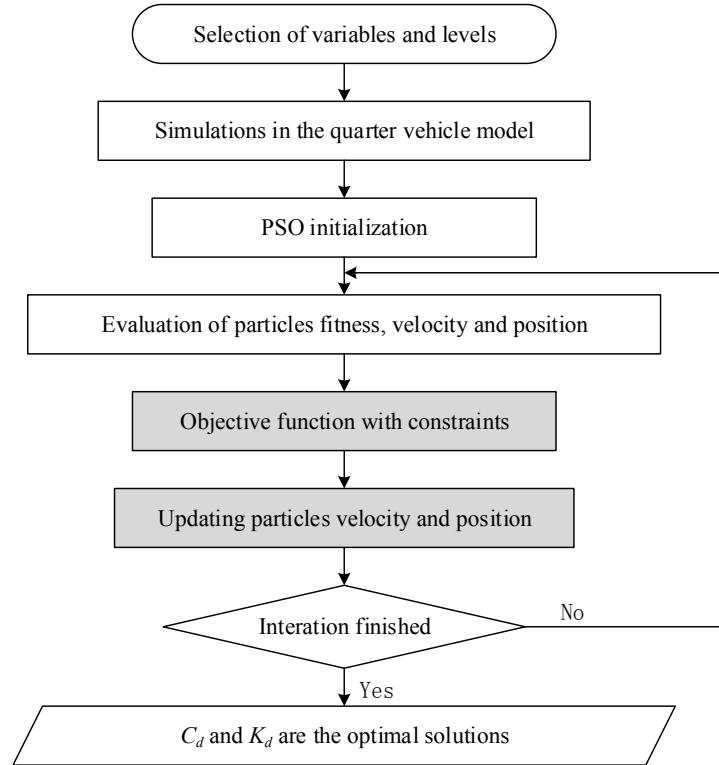 Selection of variables and levels
Simulations in the quarter vehicle model
PSO initialization
Evaluation of particles fitness, velocity and position
Objective function with constraints
Updating particles velocity and position
Interation finished
No
Yes
C_d and K_d are the optimal solutions